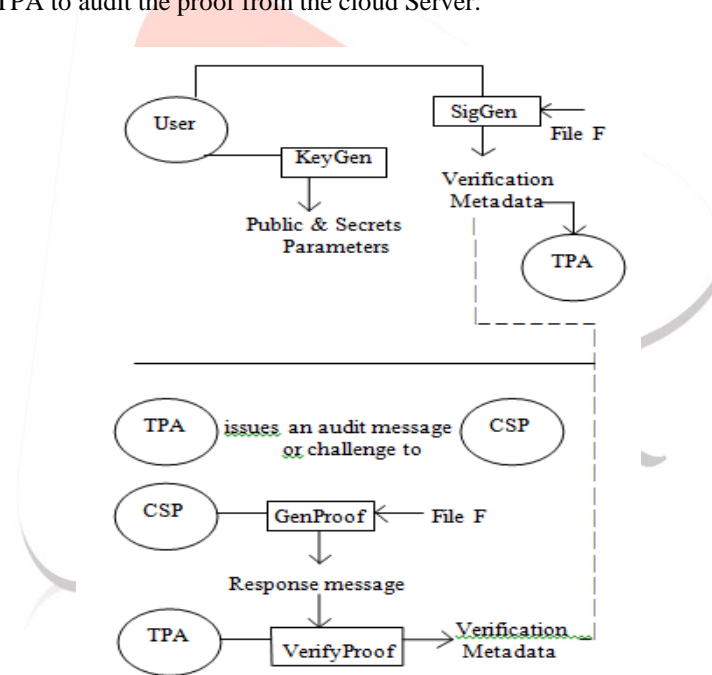 TPA to audit the proof from the cloud Server.
User
SigGen
File F
KeyGen
Verification
Metadata
Public & Secrets
Parameters
TPA
TPA
issues an audit message
or challenge to
CSP
CSP
GenProof
File F
Response message
TPA
VerifyProof
Verification
Metadata